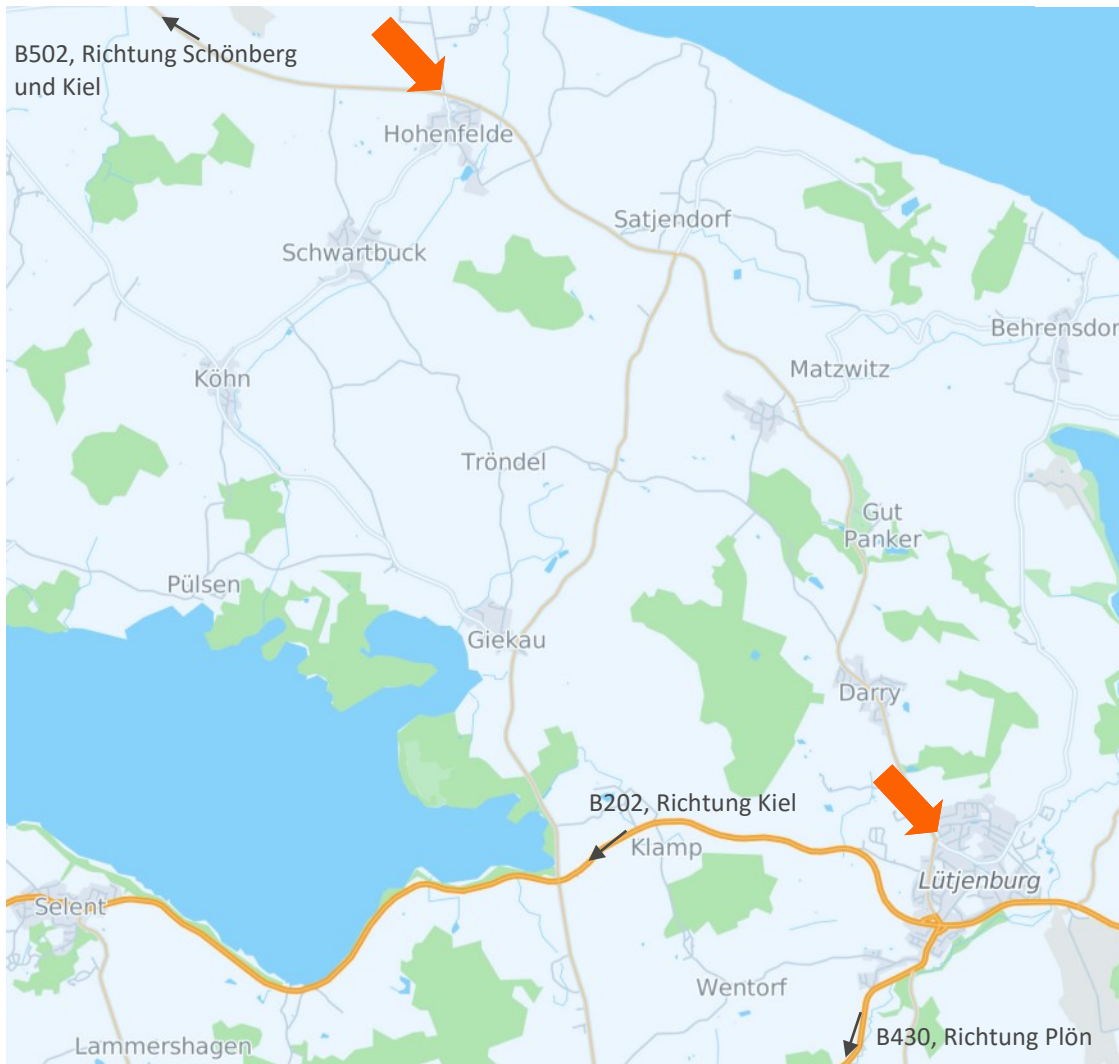 B502, Richtung Schönberg
und Kiel
Hohenfelde
Satjendorf
Schwartbuck
Behrensdor
Matzwitz
Köhn
Tröndel
Gut
Panker
Pülsen
Giekau
Darry
B202, Richtung Kiel
Klamp
Lütjenburg
Selent
Wentorf
Lammershagen
B430, Richtung Plön